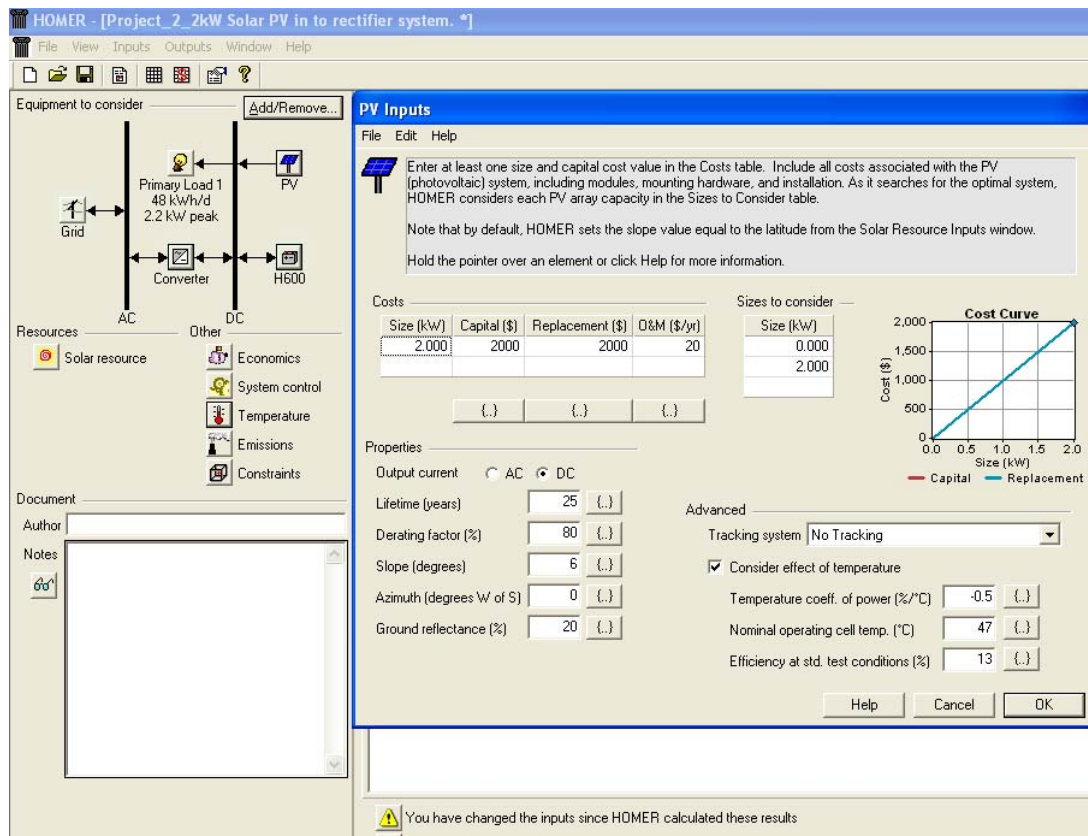 HOMER - [Project_2_2kW Solar PV in to rectifier system. *]
File View Inputs Outputs Window Help
Equipment to consider
Add/Remove...
Primary Load 1
48 kWh/d
2.2 kW peak
PV
Grid
Converter
H600
AC
DC
Resources
Other
Solar resource
Economics
System control
Temperature
Emissions
Constraints
Document
Author
Notes
PV Inputs
File Edit Help
Enter at least one size and capital cost value in the Costs table. Include all costs associated with the PV
(photovoltaic) system, including modules, mounting hardware, and installation. As it searches for the optimal system,
HOMER considers each PV array capacity in the Sizes to Consider table.
Note that by default, HOMER sets the slope value equal to the latitude from the Solar Resource Inputs window.
Hold the pointer over an element or click Help for more information.
Costs
Size (kW) Capital ($) Replacement ($) O&M ($/yr)
2.000 2000 2000 20
{..} {..} {..}
Sizes to consider
Size (kW)
0.000
2.000
Cost Curve
2,000
1,500
1,000
500
0
Cost ($)
0.0 0.5 1.0 1.5 2.0
Size (kW)
Capital Replacement
Properties
Output current AC DC
Lifetime (years) 25 {..}
Derating factor (%) 80 {..}
Slope (degrees) 6 {..}
Azimuth (degrees W of S) 0 {..}
Ground reflectance (%) 20 {..}
Advanced
Tracking system No Tracking
Consider effect of temperature
Temperature coeff. of power (%/°C) -0.5 {..}
Nominal operating cell temp. (°C) 47 {..}
Efficiency at std. test conditions (%) 13 {..}
Help Cancel OK
You have changed the inputs since HOMER calculated these results